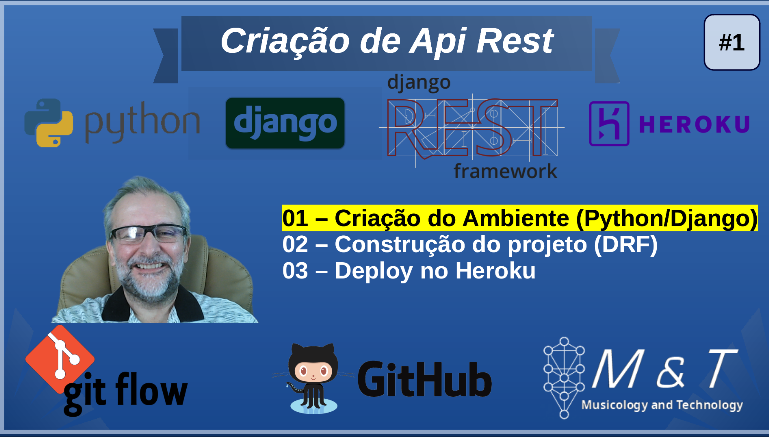 Criação de Api Rest
#1
python
django
django
REST
framework
HEROKU
01 – Criação do Ambiente (Python/Django)
02 – Construção do projeto (DRF)
03 – Deploy no Heroku
git flow
GitHub
M & T
Musicology and Technology